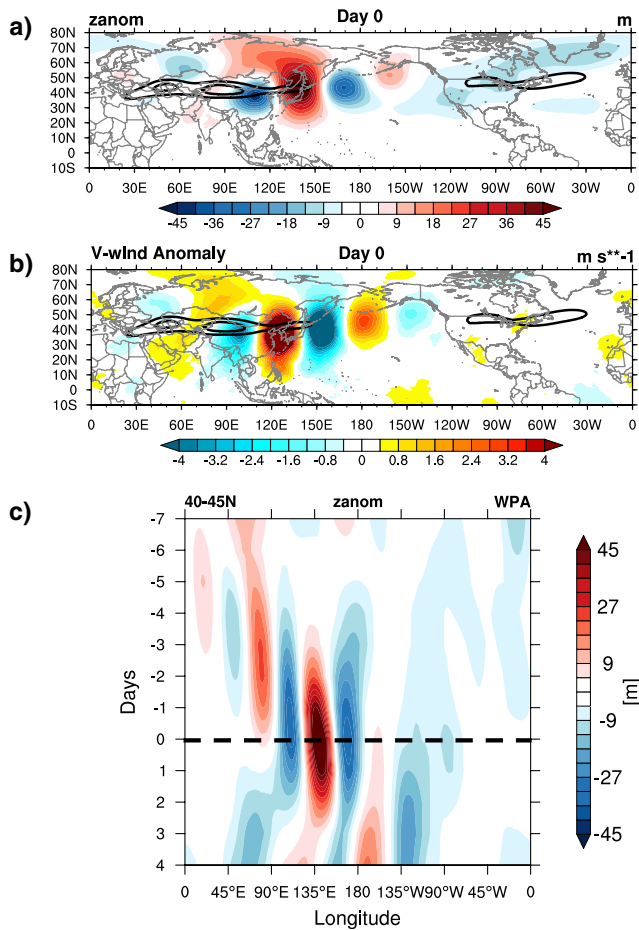 a)
zanom Day 0 m
80N
70N
60N
50N
40N
30N
20N
10N
0
10S
0 30E 60E 90E 120E 150E 180 150W 120W 90W 60W 30W 0
-45 -36 -27 -18 -9 0 9 18 27 36 45
b)
V-wInd Anomaly Day 0 m s**-1
80N
70N
60N
50N
40N
30N
20N
10N
0
10S
0 30E 60E 90E 120E 150E 180 150W 120W 90W 60W 30W 0
-4 -3.2 -2.4 -1.6 -0.8 0 0.8 1.6 2.4 3.2 4
c)
40-45N zanom WPA
-7
-6
-5
-4
-3
-2
-1
0
1
2
3
4
Days
0 45°E 90°E 135°E 180 135°W 90°W 45°W 0
Longitude
45
27
9
-9
-27
-45
[m]